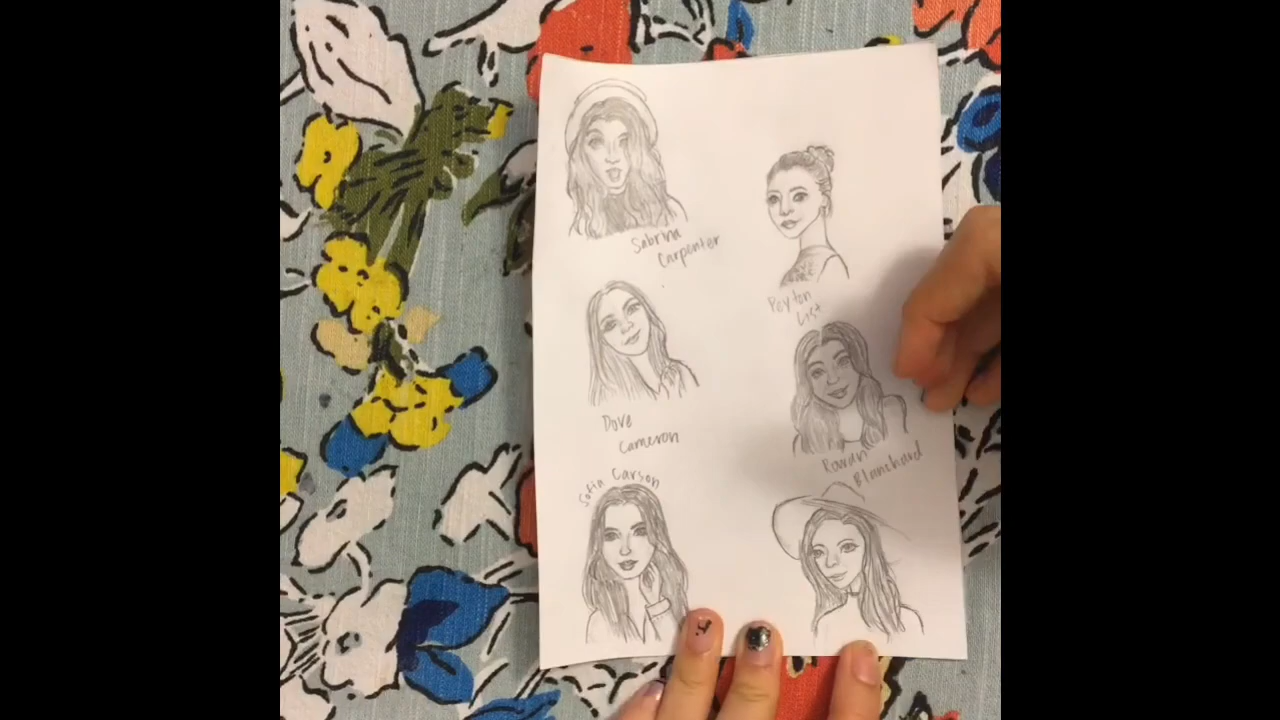 Sabrina
Carpenter
Peyton
List
Dove
Cameron
Rowan
Blanchard
Sofia Carson